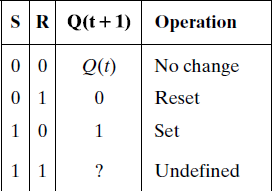 S R Q(t+1) Operation
0 0 Q(t) No change
0 1 0 Reset
1 0 1 Set
1 1 ? Undefined